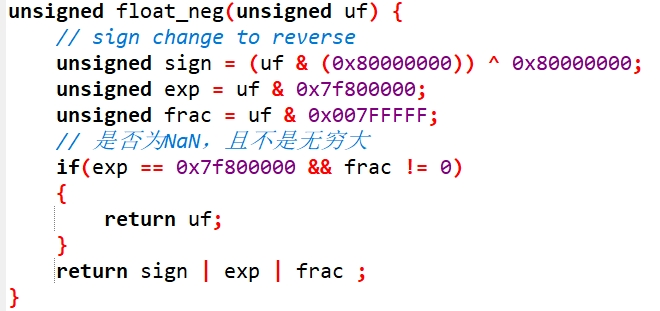 unsigned float_neg(unsigned uf) {
    // sign change to reverse
    unsigned sign = (uf & (0x80000000)) ^ 0x80000000;
    unsigned exp = uf & 0x7f800000;
    unsigned frac = uf & 0x007FFFFF;
    // 是否为NaN，且不是无穷大
    if(exp == 0x7f800000 && frac != 0)
    {
        return uf;
    }
    return sign | exp | frac ;
}